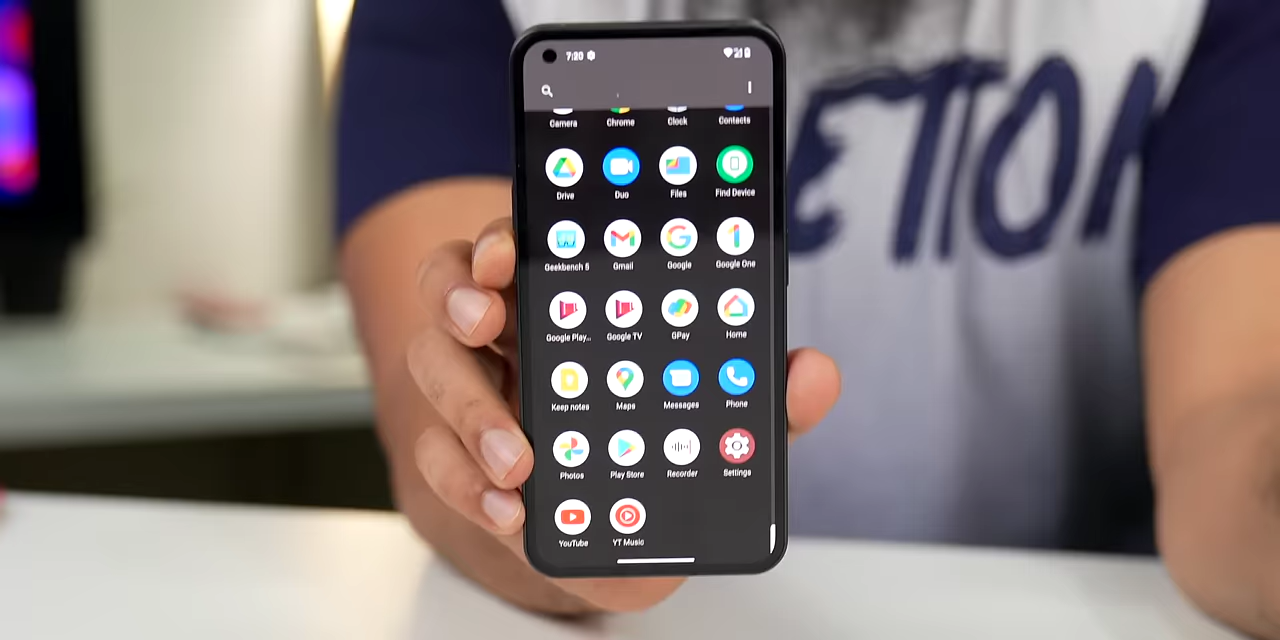 7:20
Camera Chrome Clock Contacts
Drive Duo Files Find Device
Geekbench 5 Gmail Google Google One
Google Play... Google TV GPay Home
Keep notes Maps Messages Phone
Photos Play Store Recorder Settings
YouTube YT Music